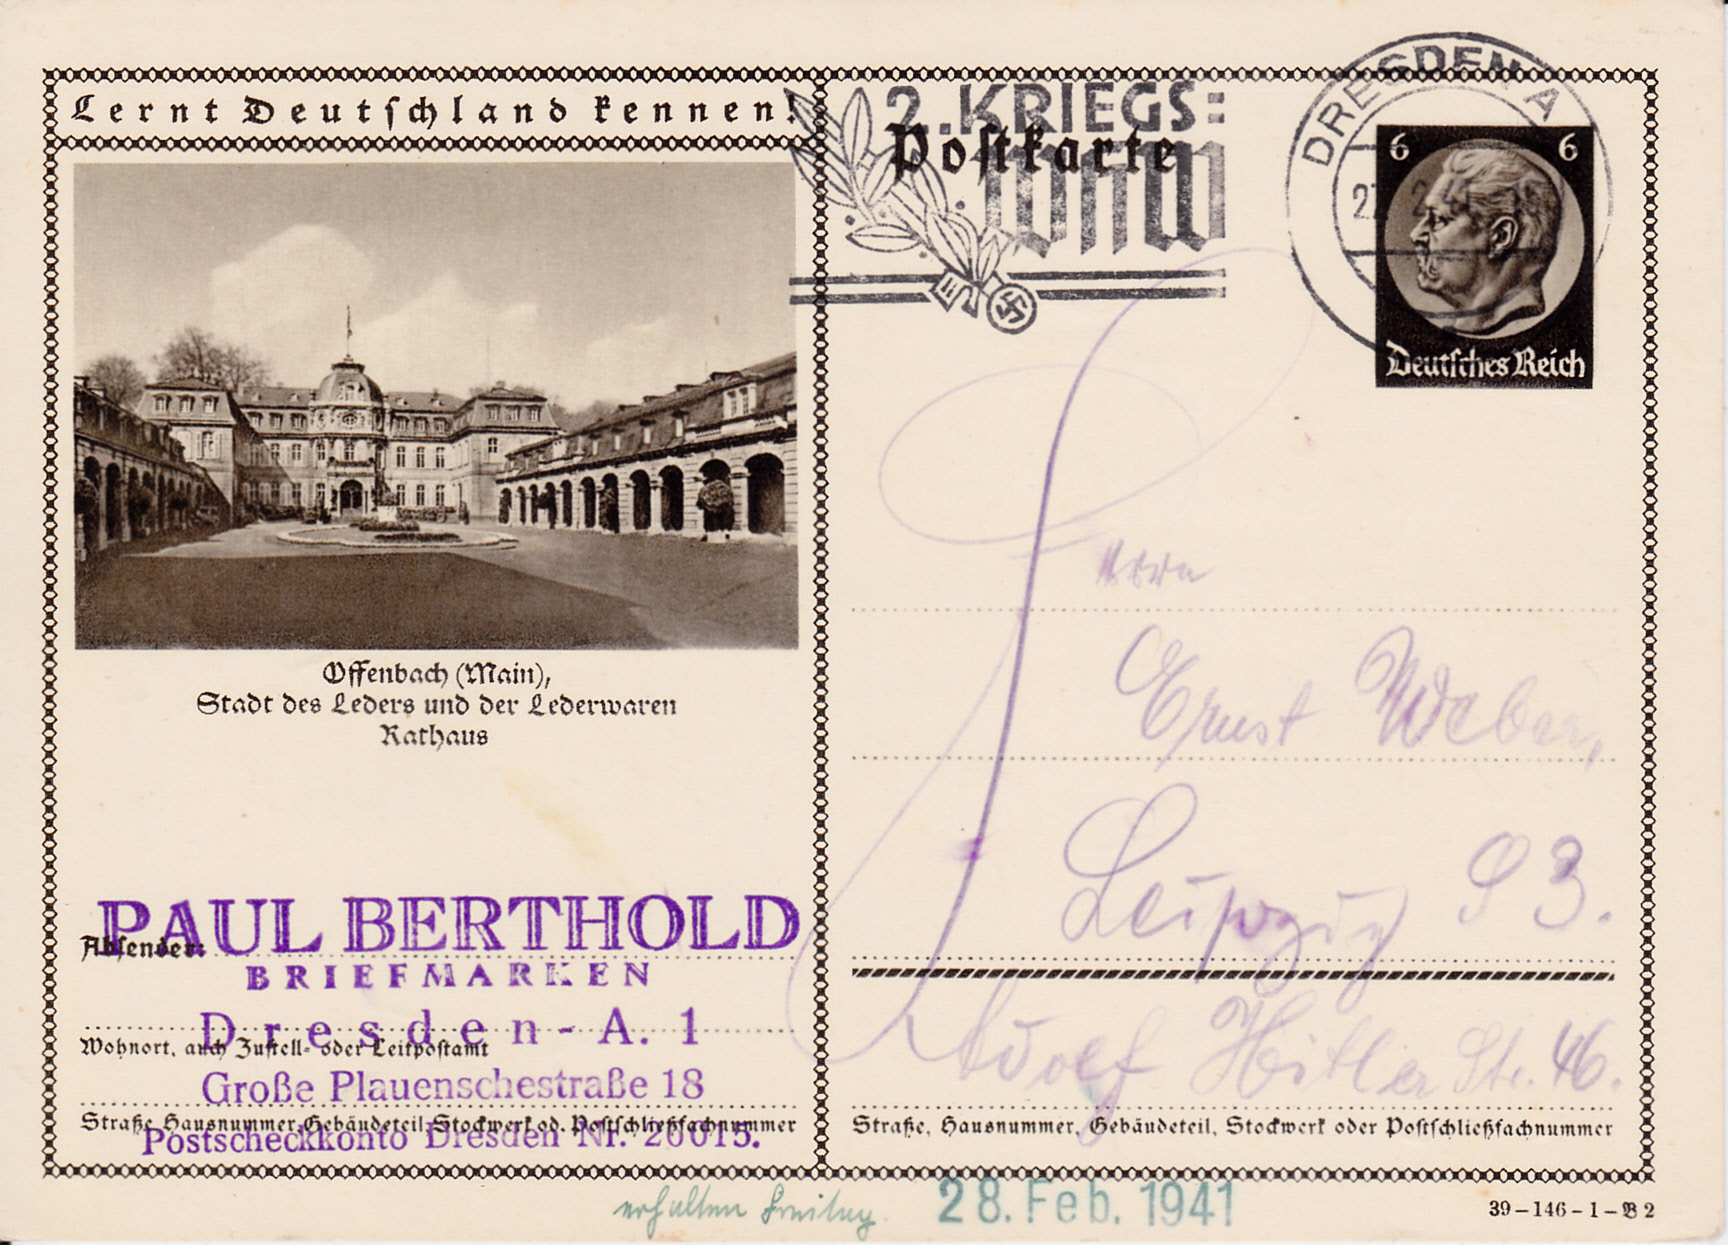 Lernt Deutschland kennen!
2. KRIEGS=
WHW
Postkarte
DRESDEN A
6 6
Deutsches Reich
Offenbach (Main),
Stadt des Leders und der Lederwaren
Rathaus
Herrn
Ernst Weber,
Leipzig S 3.
Adolf Hitler Str. 46.
Straße, Hausnummer, Gebäudeteil, Stockwerk oder Postschließfachnummer
PAUL BERTHOLD
Absender:
BRIEFMARKEN
Dresden-A. 1
Wohnort, auch Zustell- oder Leitpostamt
Große Plauenschestraße 18
Straße, Hausnummer, Gebäudeteil, Stockwerk od. Postschließfachnummer
Postscheckkonto Dresden Nr. 20015.
erhalten Freitag 28. Feb. 1941
39-146-1-B 2